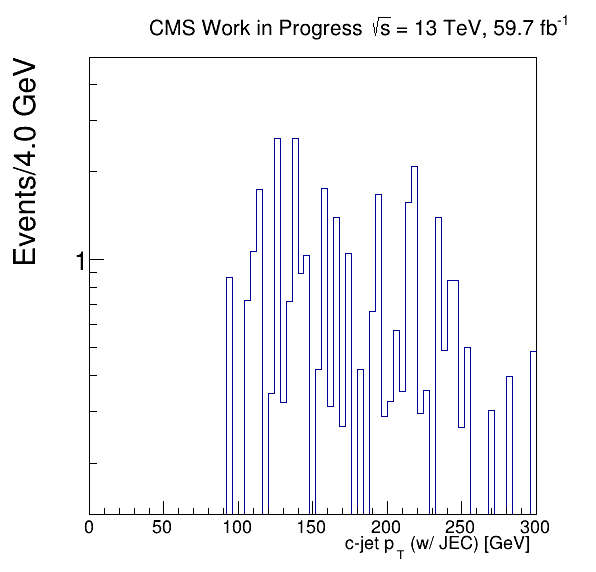 CMS Work in Progress √s = 13 TeV, 59.7 fb⁻¹
Events/4.0 GeV
1
0 50 100 150 200 250 300
c-jet p_T (w/ JEC) [GeV]